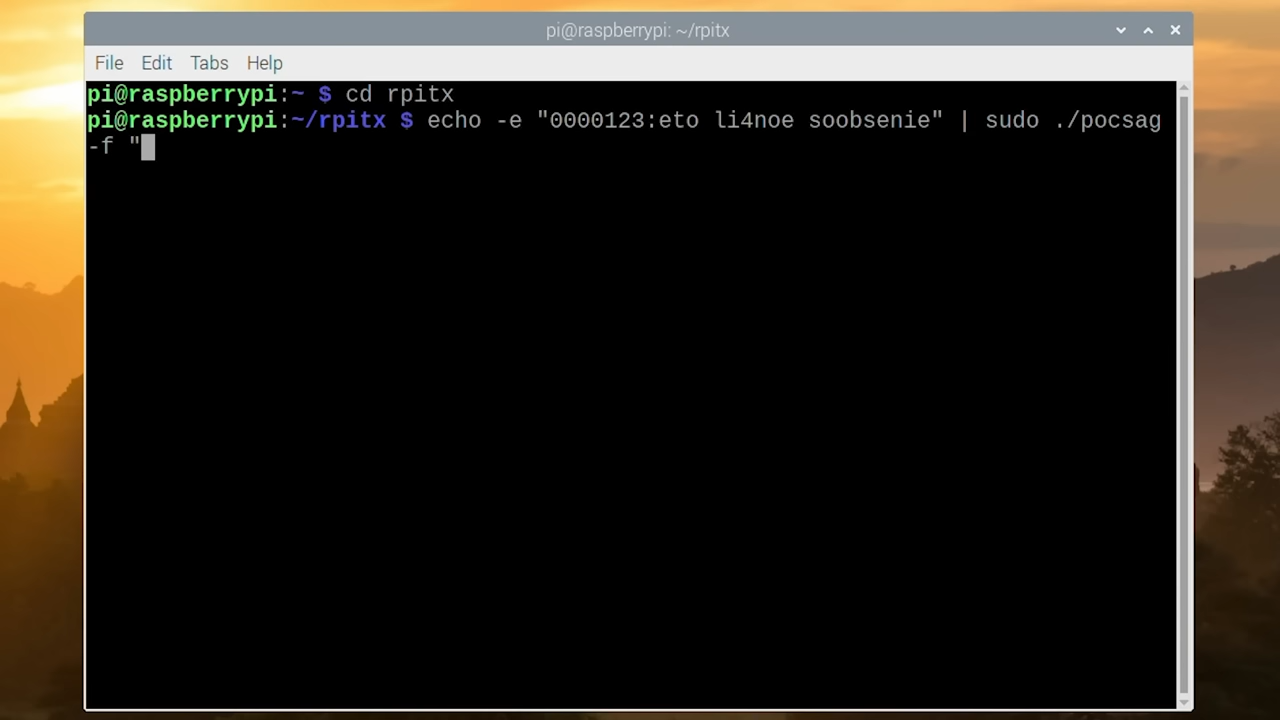 pi@raspberrypi: ~/rpitx
File Edit Tabs Help
pi@raspberrypi:~ $ cd rpitx
pi@raspberrypi:~/rpitx $ echo -e "0000123:eto li4noe soobsenie" | sudo ./pocsag
-f "